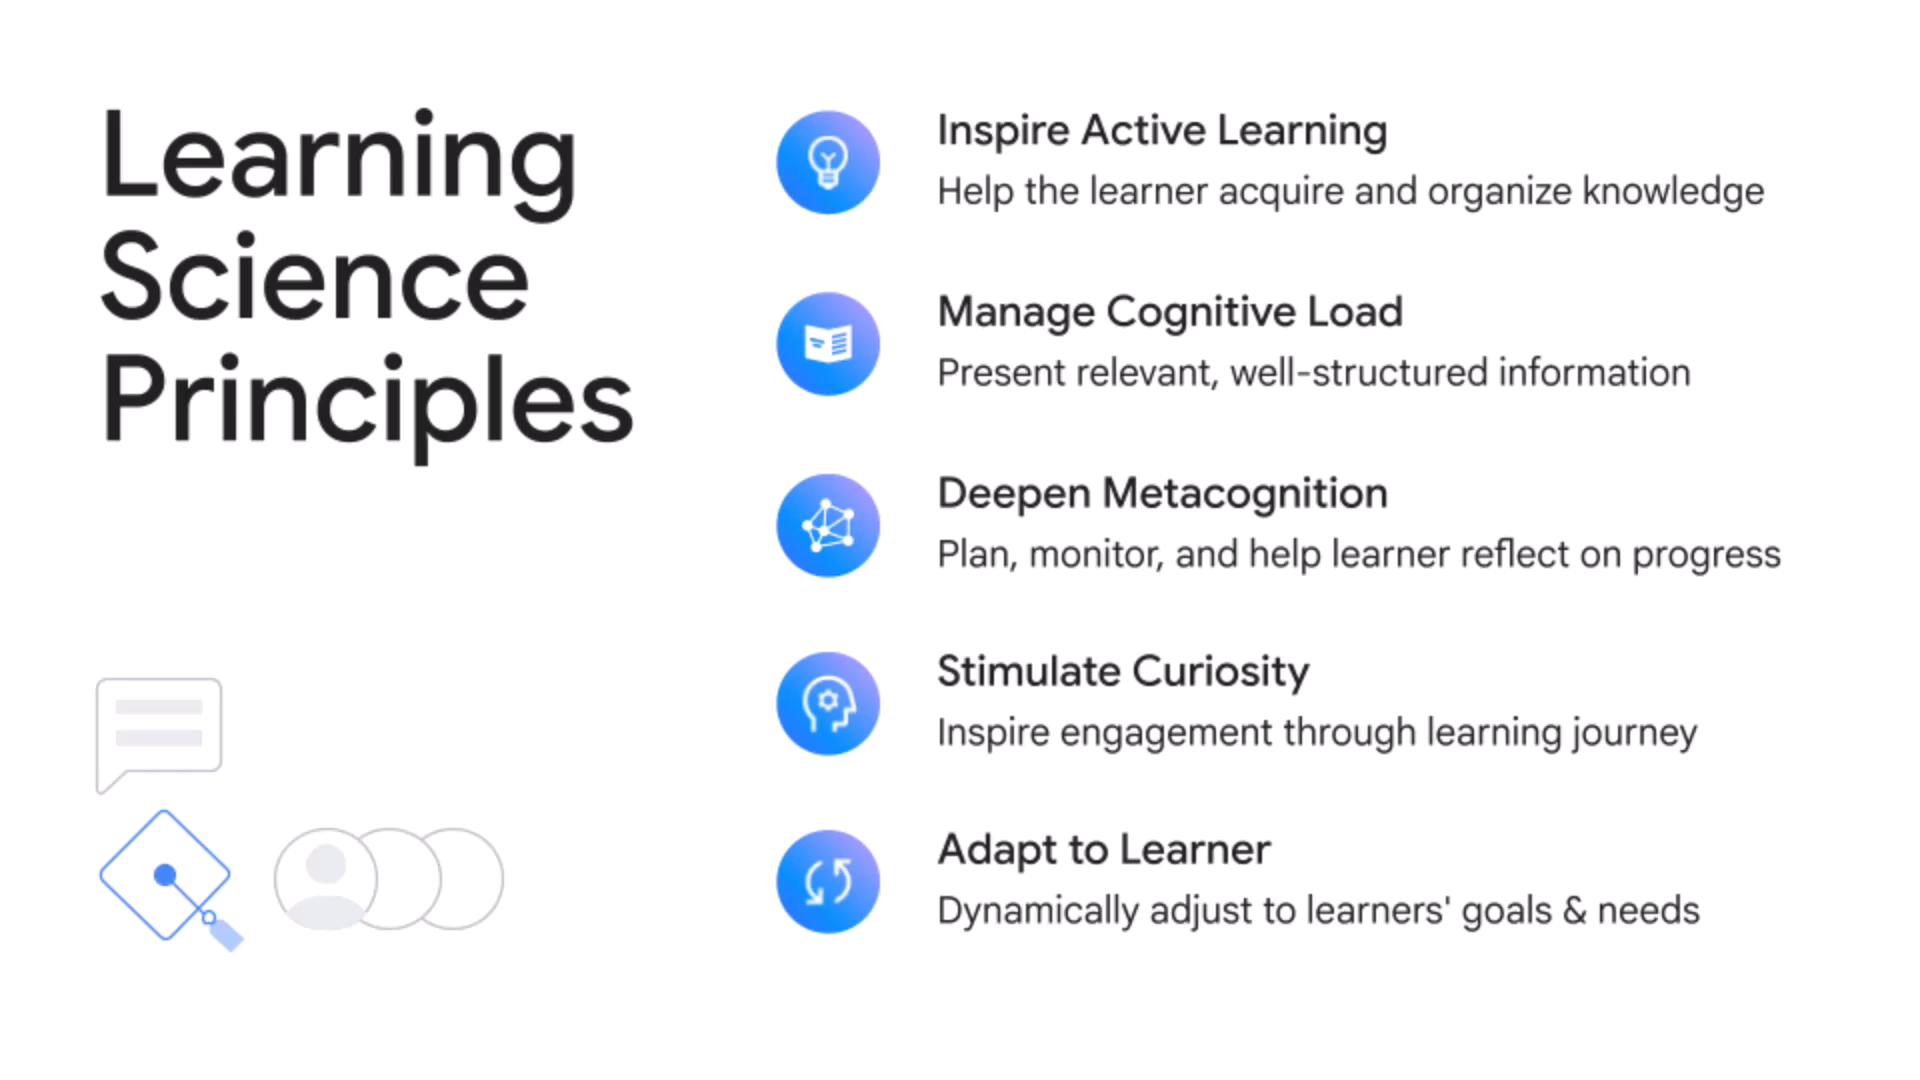 Learning
Science
Principles
Inspire Active Learning
Help the learner acquire and organize knowledge
Manage Cognitive Load
Present relevant, well-structured information
Deepen Metacognition
Plan, monitor, and help learner reflect on progress
Stimulate Curiosity
Inspire engagement through learning journey
Adapt to Learner
Dynamically adjust to learners' goals & needs